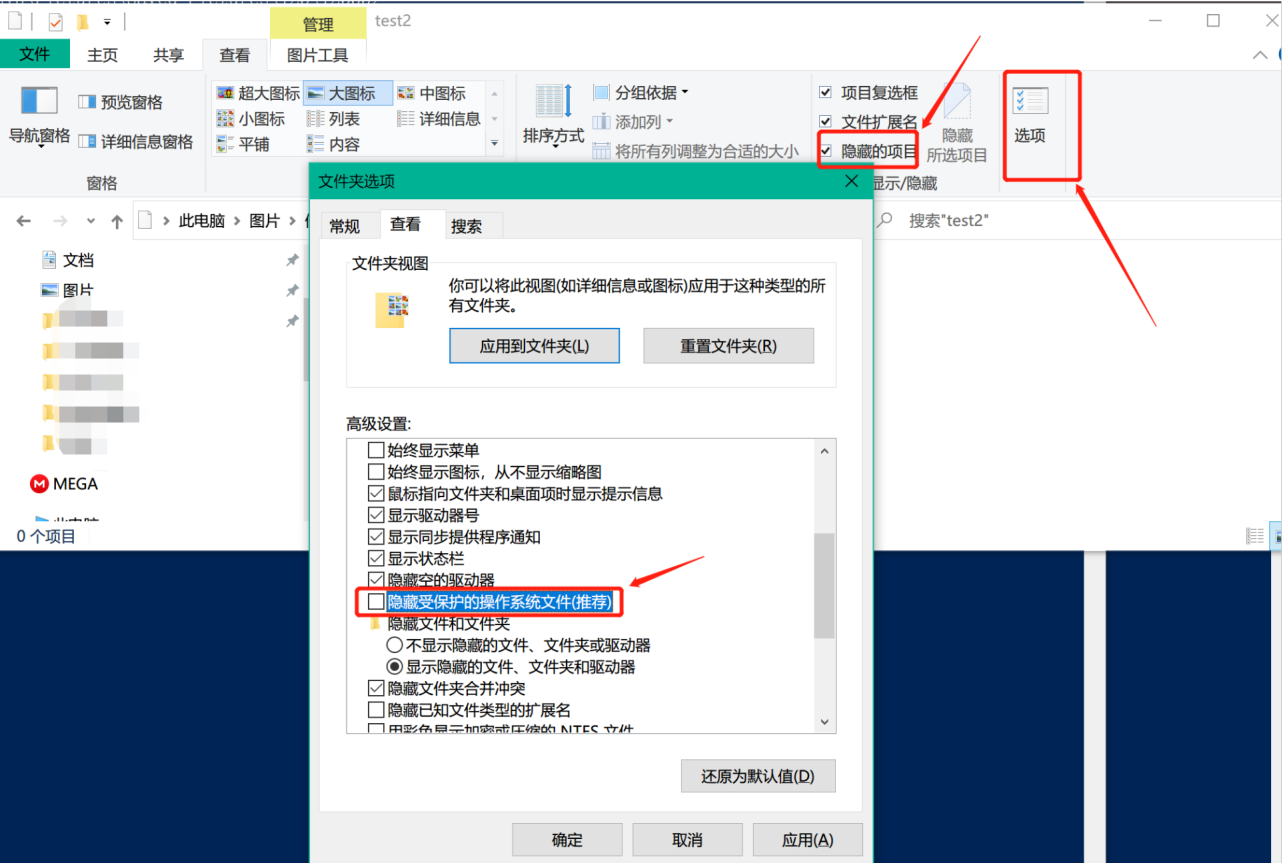 管理
test2
文件
主页
共享
查看
图片工具
导航窗格
预览窗格
详细信息窗格
窗格
超大图标
大图标
中图标
小图标
列表
详细信息
平铺
内容
排序方式
分组依据
添加列
将所有列调整为合适的大小
项目复选框
文件扩展名
隐藏的项目
隐藏
所选项目
显示/隐藏
选项
此电脑
图片
搜索"test2"
文档
图片
MEGA
此电脑
0 个项目
文件夹选项
常规
查看
搜索
文件夹视图
你可以将此视图(如详细信息或图标)应用于这种类型的所
有文件夹。
应用到文件夹(L)
重置文件夹(R)
高级设置:
始终显示菜单
始终显示图标，从不显示缩略图
鼠标指向文件夹和桌面项时显示提示信息
显示驱动器号
显示同步提供程序通知
显示状态栏
隐藏空的驱动器
隐藏受保护的操作系统文件(推荐)
隐藏文件和文件夹
不显示隐藏的文件、文件夹或驱动器
显示隐藏的文件、文件夹和驱动器
隐藏文件夹合并冲突
隐藏已知文件类型的扩展名
用彩色显示加密或压缩的 NTFS 文件
还原为默认值(D)
确定
取消
应用(A)